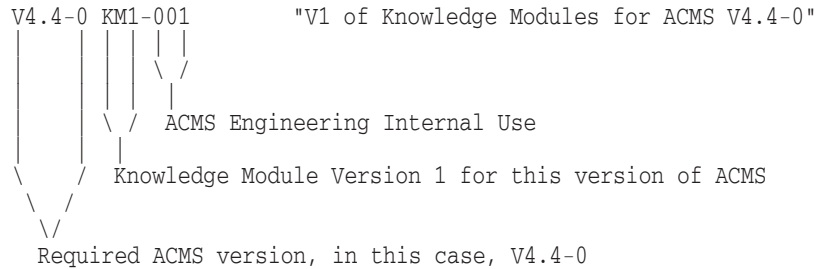 V4.4-0 KM1-001 "V1 of Knowledge Modules for ACMS V4.4-0"
ACMS Engineering Internal Use
Knowledge Module Version 1 for this version of ACMS
Required ACMS version, in this case, V4.4-0